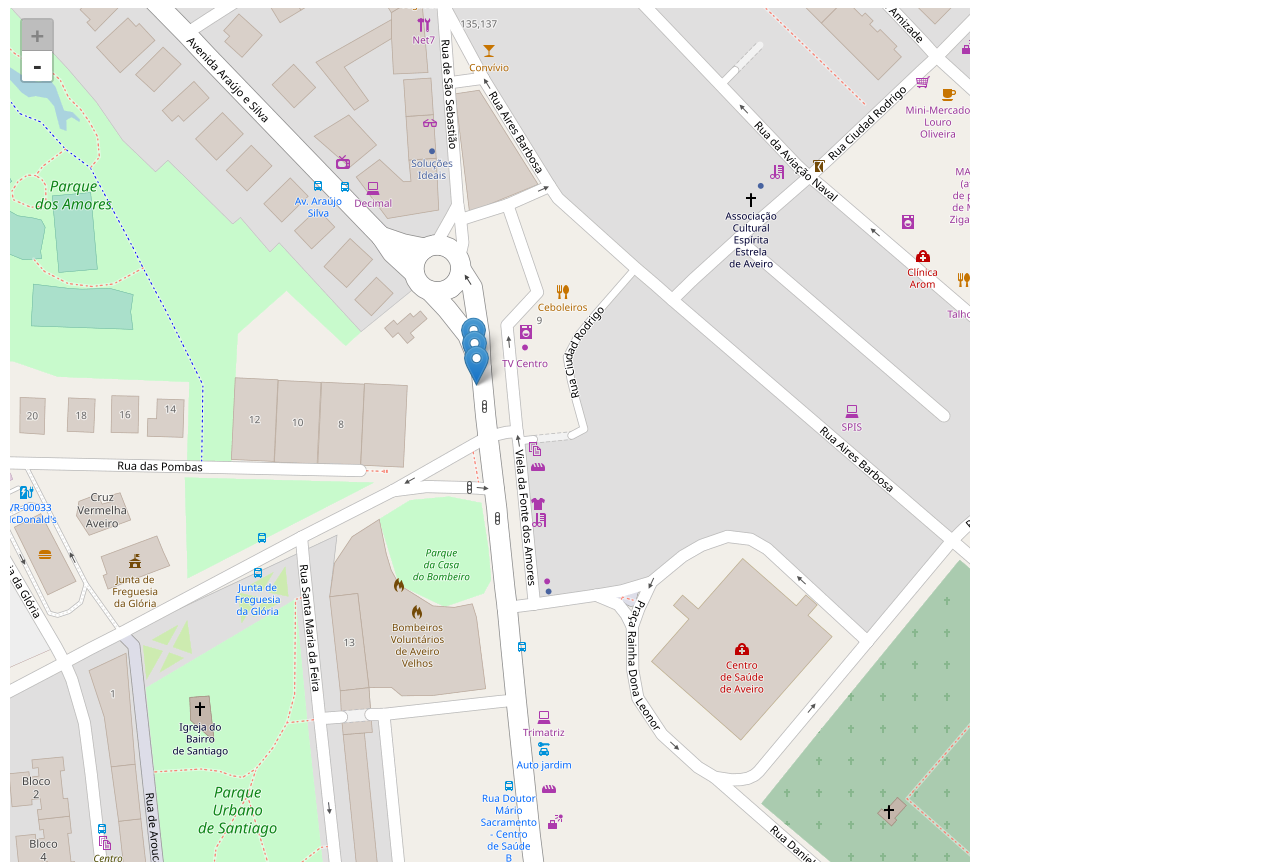 +
-
135,137
Net7
Convívio
Avenida Araújo e Silva
Rua de São Sebastião
Rua Aires Barbosa
Amizade
Rua Ciudad Rodrigo
Mini-Mercado
Louro
Oliveira
Rua da Aviação Naval
Soluções
Ideais
Av. Araújo
Silva
Decimal
Parque
dos Amores
Associação
Cultural
Espírita
Estrela
de Aveiro
MA
(a
de p
de M
Ziga
Clínica
Arom
Talho
Ceboleiros
9
TV Centro
Rua Ciudad Rodrigo
20
18
16
14
12
10
8
SPIS
Rua Aires Barbosa
Rua das Pombas
Viela da Fonte dos Amores
VR-00033
McDonald's
Cruz
Vermelha
Aveiro
Junta de
Freguesia
da Glória
Junta de
Freguesia
da Glória
Parque
da Casa
do Bombeiro
Bombeiros
Voluntários
de Aveiro
Velhos
13
Rua Santa Maria da Feira
ia da Glória
Praça Rainha Dona Leonor
Centro
de Saúde
de Aveiro
1
Igreja do
Bairro
de Santiago
Trimatriz
Auto jardim
Rua Doutor
Mário
Sacramento
- Centro
de Saúde
B
Parque
Urbano
de Santiago
Bloco
2
Bloco
4
Rua de Arouc
Centro
Rua Daniel